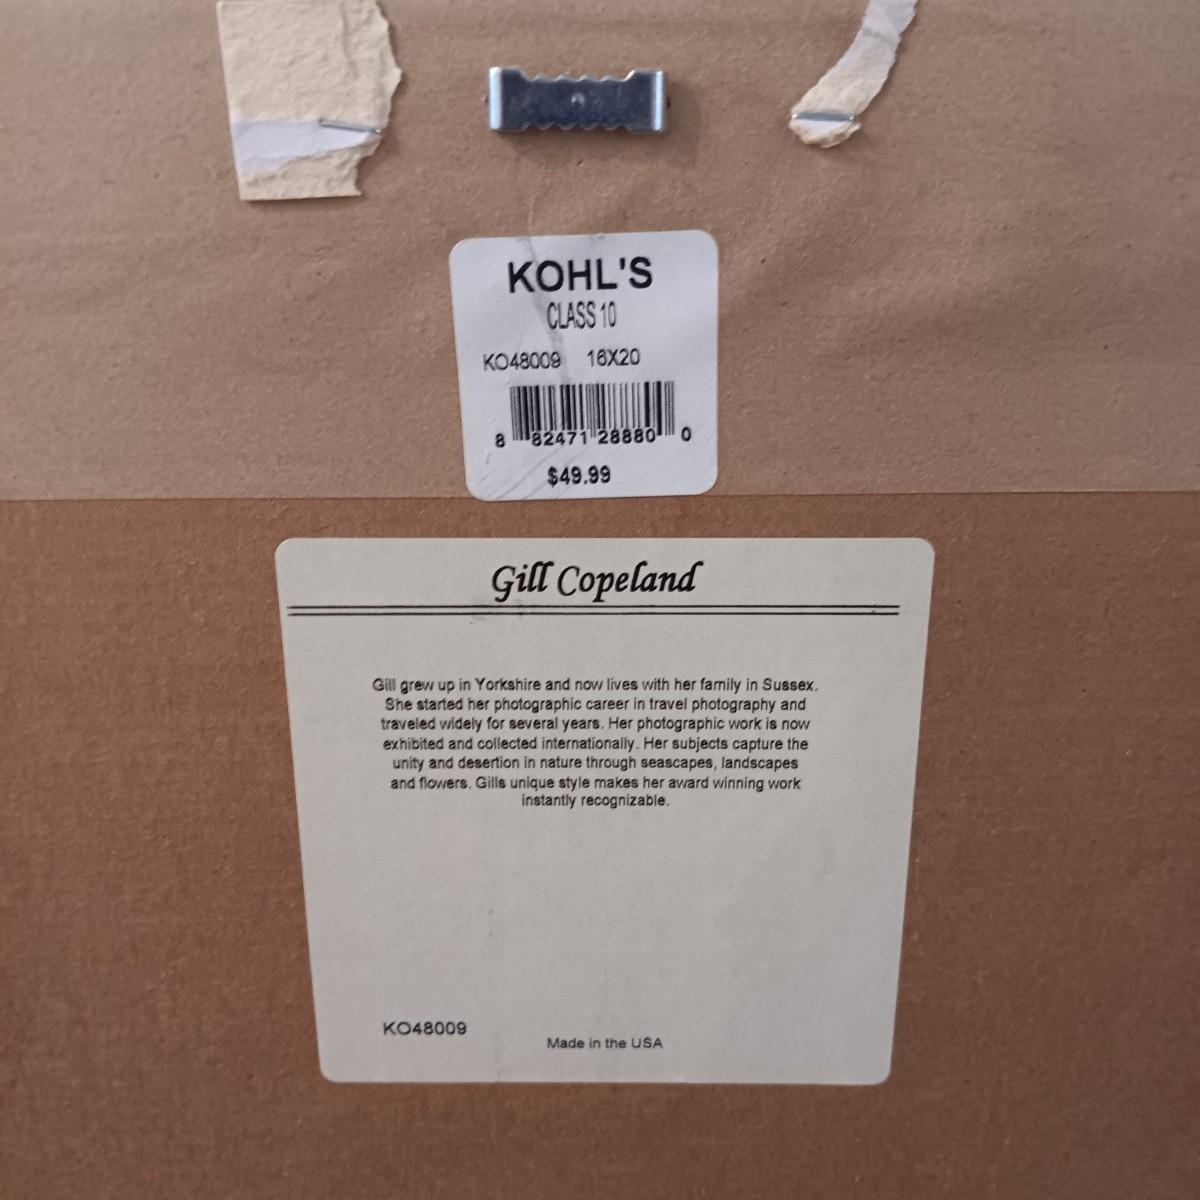 KOHL'S
CLASS 10
KO48009 16X20
8 82471 28880 0
$49.99
Gill Copeland
Gill grew up in Yorkshire and now lives with her family in Sussex.
She started her photographic career in travel photography and
traveled widely for several years. Her photographic work is now
exhibited and collected internationally. Her subjects capture the
unity and desertion in nature through seascapes, landscapes
and flowers. Gills unique style makes her award winning work
instantly recognizable.
KO48009
Made in the USA